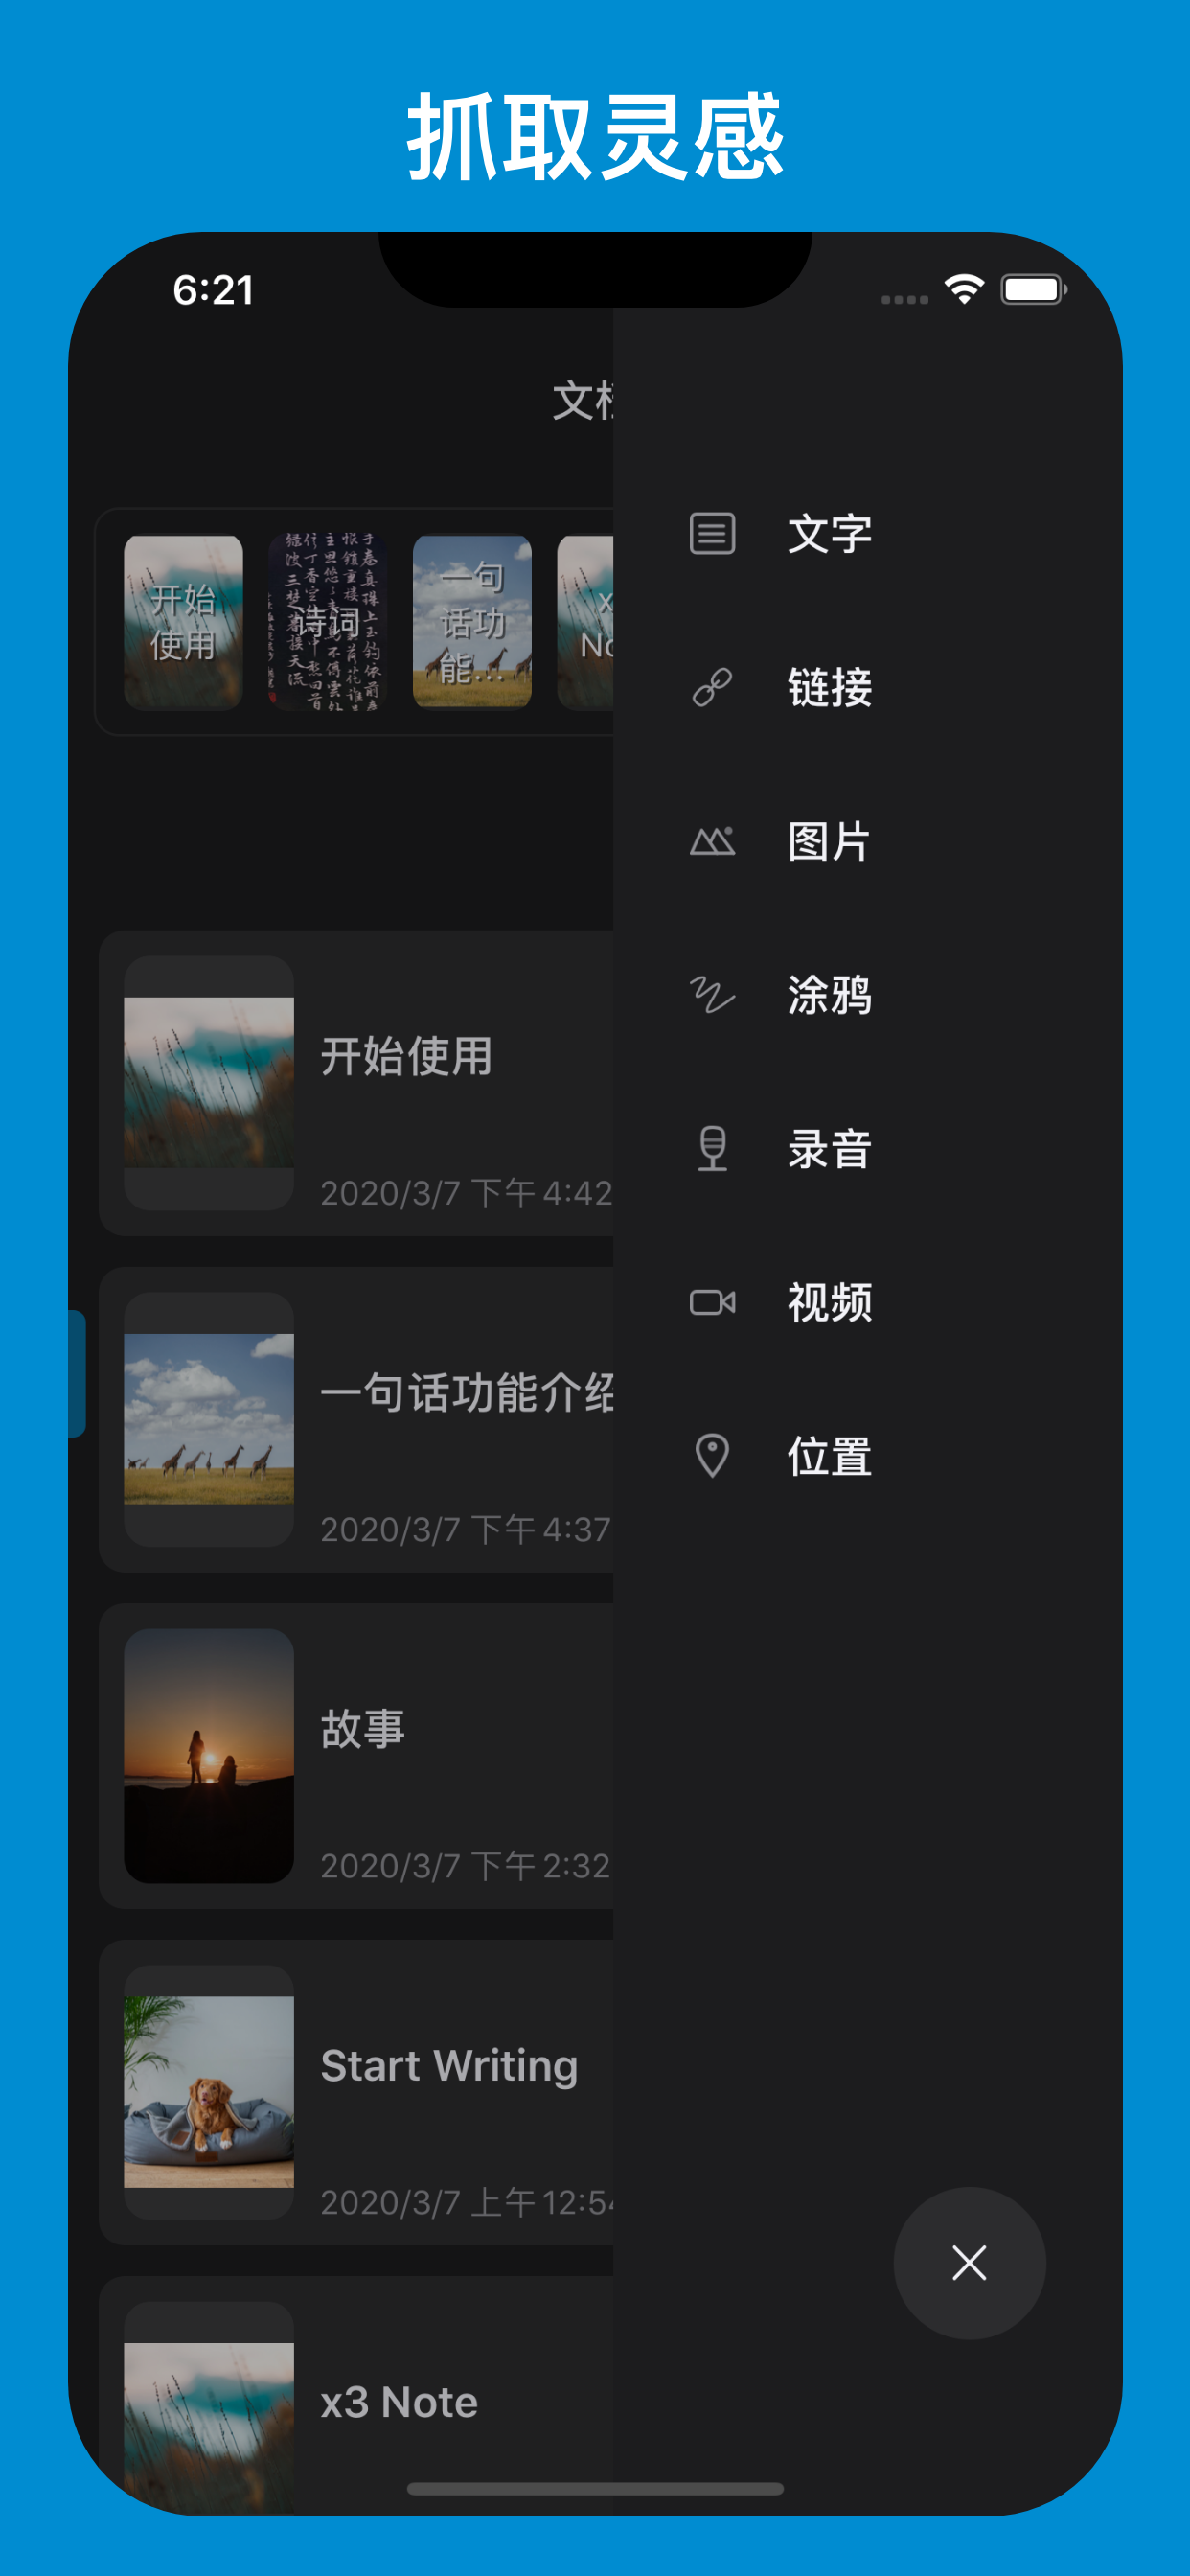 抓取灵感
6:21
文
开始
使用
诗词
一句
话功
能...
x
No
文字
链接
图片
涂鸦
录音
视频
位置
开始使用
2020/3/7 下午 4:42
一句话功能介绍
2020/3/7 下午 4:37
故事
2020/3/7 下午 2:32
Start Writing
2020/3/7 上午 12:54
x3 Note